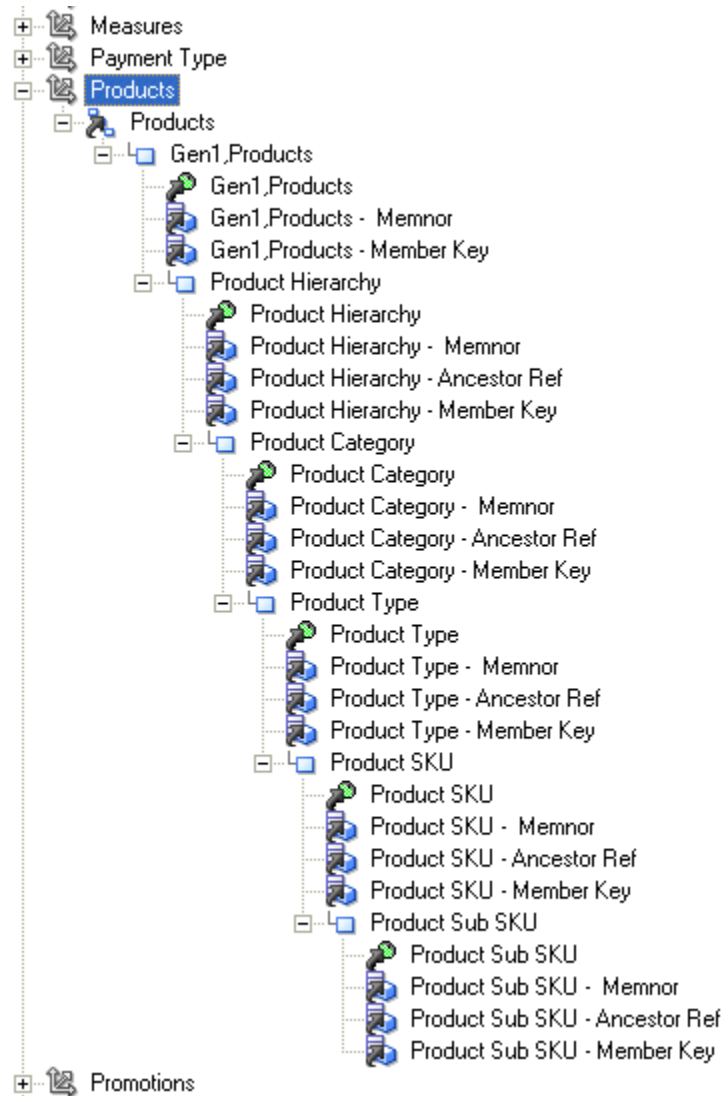 Measures
Payment Type
Products
Products
Gen1,Products
Gen1,Products
Gen1,Products -  Memnor
Gen1,Products - Member Key
Product Hierarchy
Product Hierarchy
Product Hierarchy -  Memnor
Product Hierarchy - Ancestor Ref
Product Hierarchy - Member Key
Product Category
Product Category
Product Category -  Memnor
Product Category - Ancestor Ref
Product Category - Member Key
Product Type
Product Type
Product Type -  Memnor
Product Type - Ancestor Ref
Product Type - Member Key
Product SKU
Product SKU
Product SKU -  Memnor
Product SKU - Ancestor Ref
Product SKU - Member Key
Product Sub SKU
Product Sub SKU
Product Sub SKU -  Memnor
Product Sub SKU - Ancestor Ref
Product Sub SKU - Member Key
Promotions